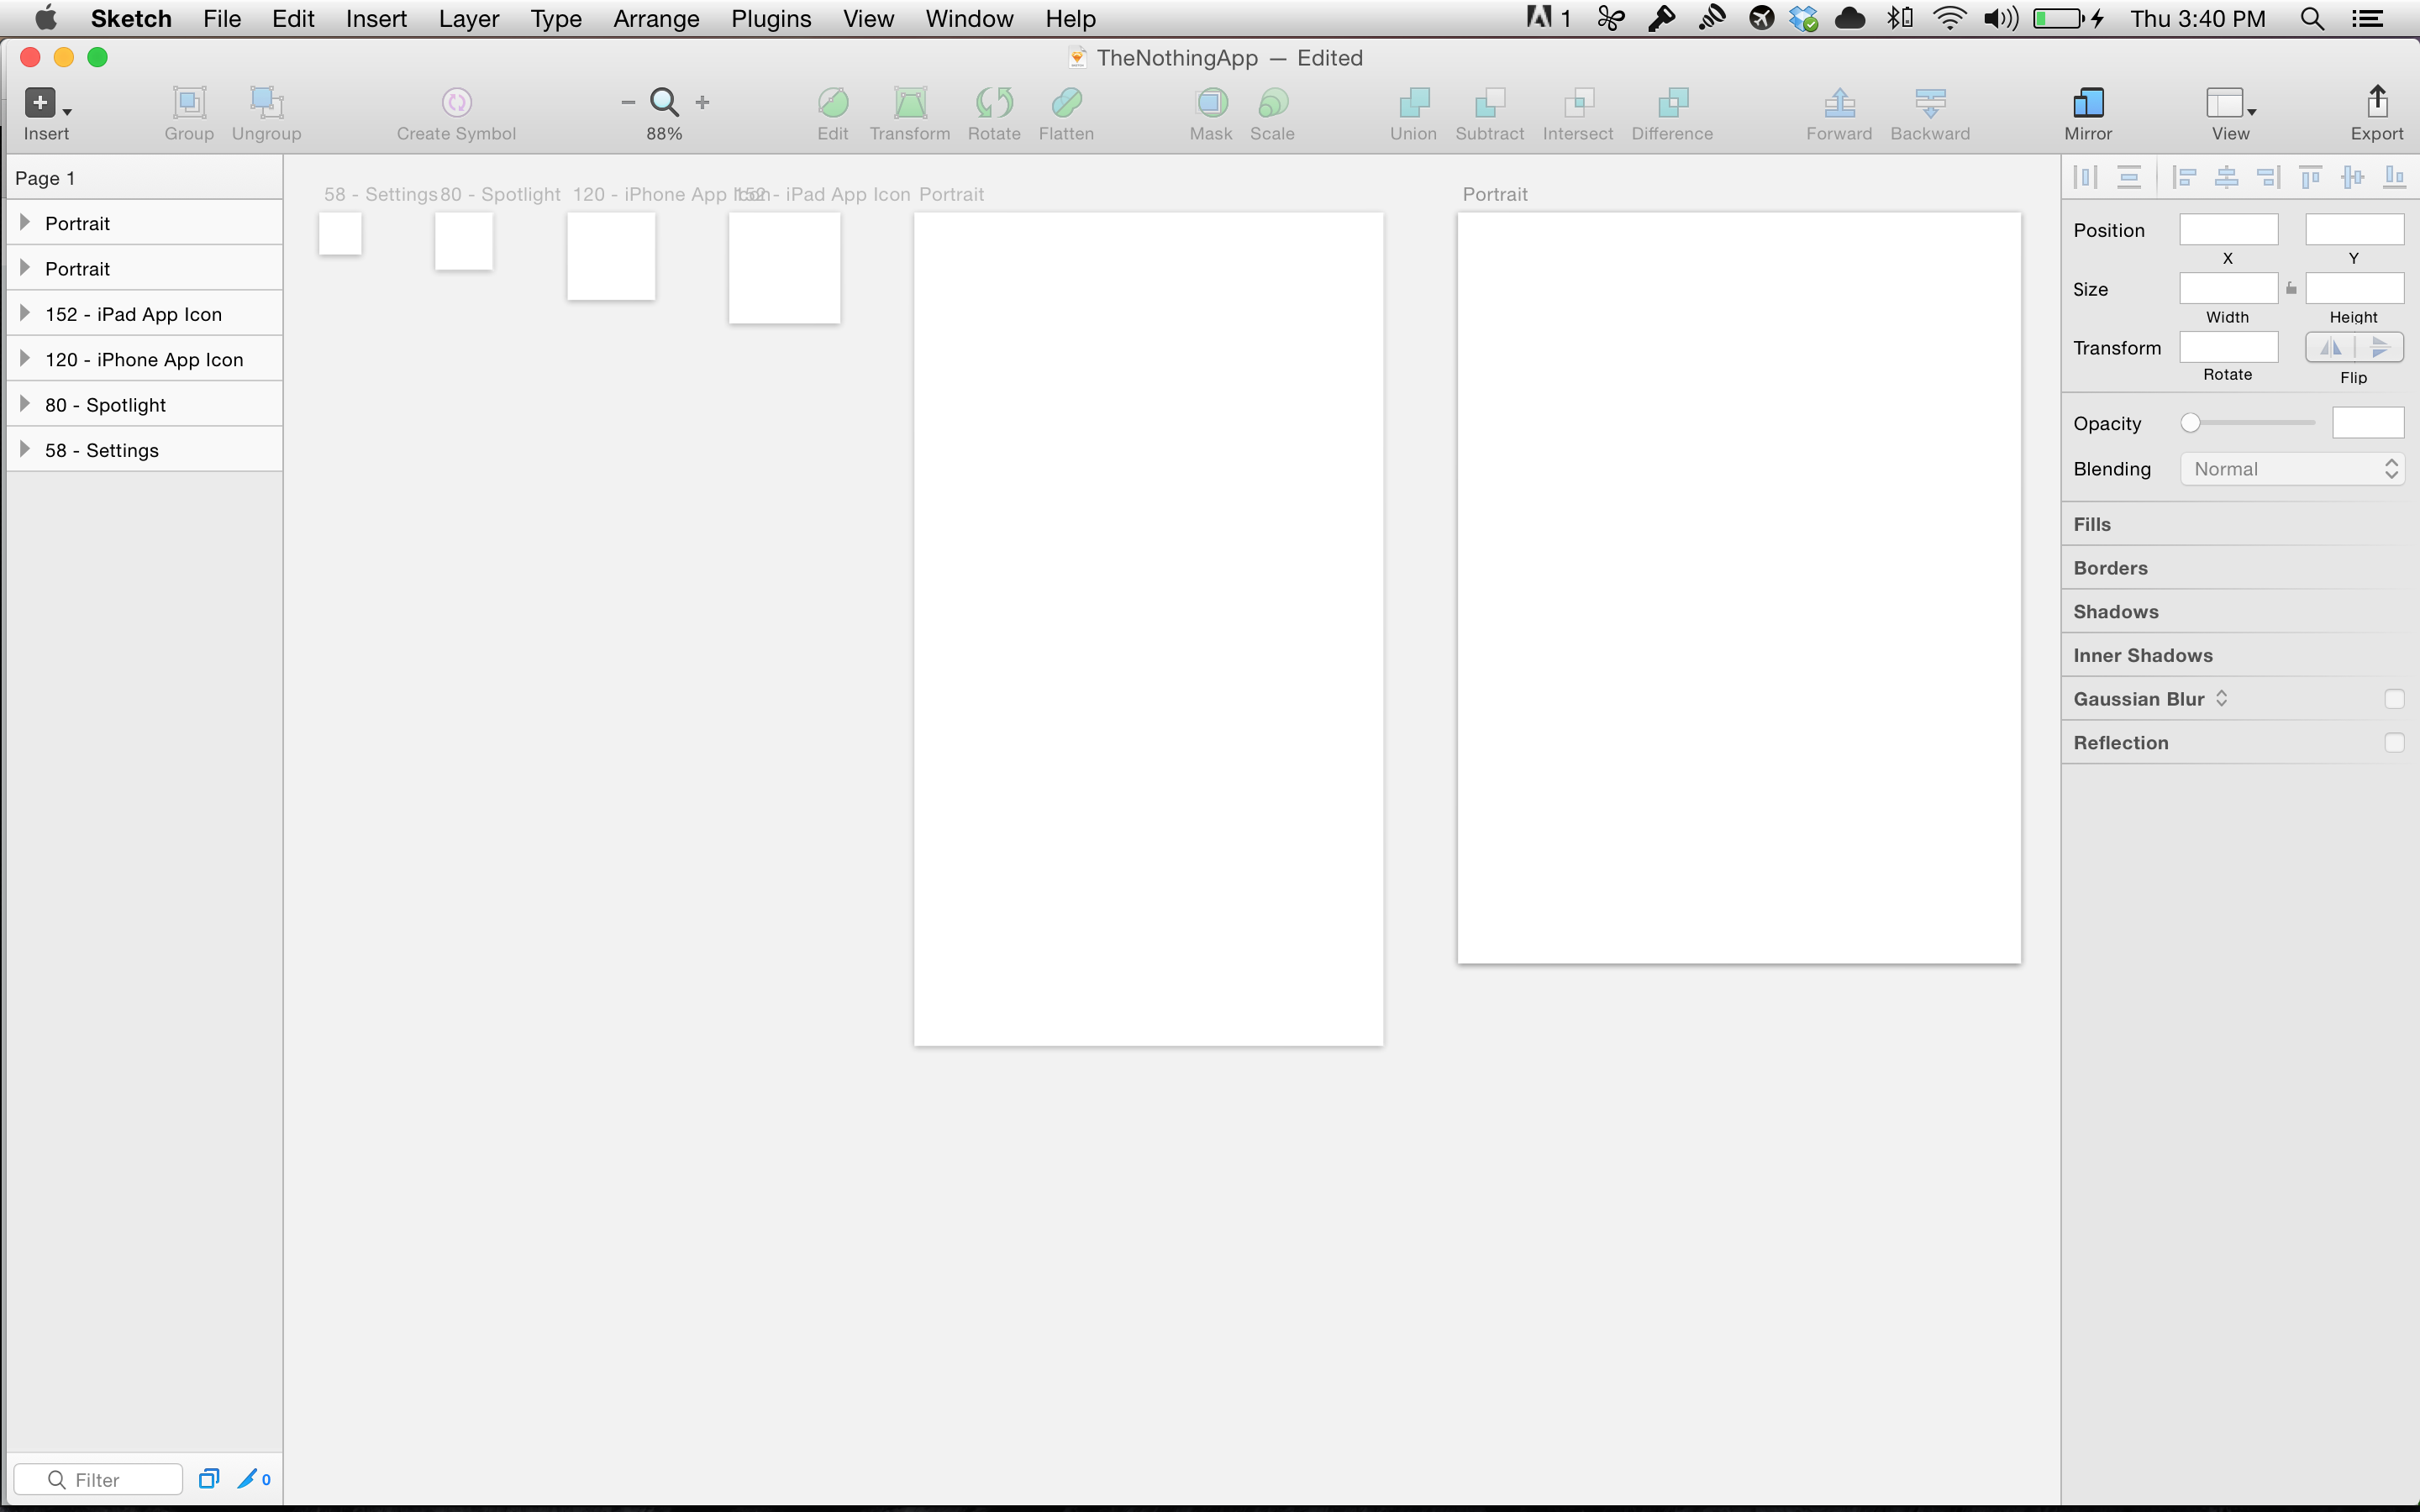 Sketch File Edit Insert Layer Type Arrange Plugins View Window Help 1 Thu 3:40 PM
TheNothingApp — Edited
Insert Group Ungroup Create Symbol 88% Edit Transform Rotate Flatten Mask Scale Union Subtract Intersect Difference Forward Backward Mirror View Export
Page 1
Portrait
Portrait
152 - iPad App Icon
120 - iPhone App Icon
80 - Spotlight
58 - Settings
Filter 0
58 - Settings 80 - Spotlight 120 - iPhone App Icon 152 - iPad App Icon Portrait Portrait
Position
X Y
Size
Width Height
Transform
Rotate Flip
Opacity
Blending Normal
Fills
Borders
Shadows
Inner Shadows
Gaussian Blur
Reflection